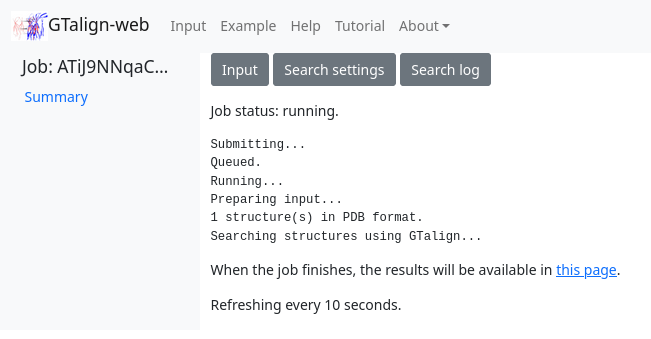 GTalign-web Input Example Help Tutorial About
Job: ATiJ9NNqaC...
Summary
Input Search settings Search log
Job status: running.
Submitting...
Queued.
Running...
Preparing input...
1 structure(s) in PDB format.
Searching structures using GTalign...
When the job finishes, the results will be available in this page.
Refreshing every 10 seconds.